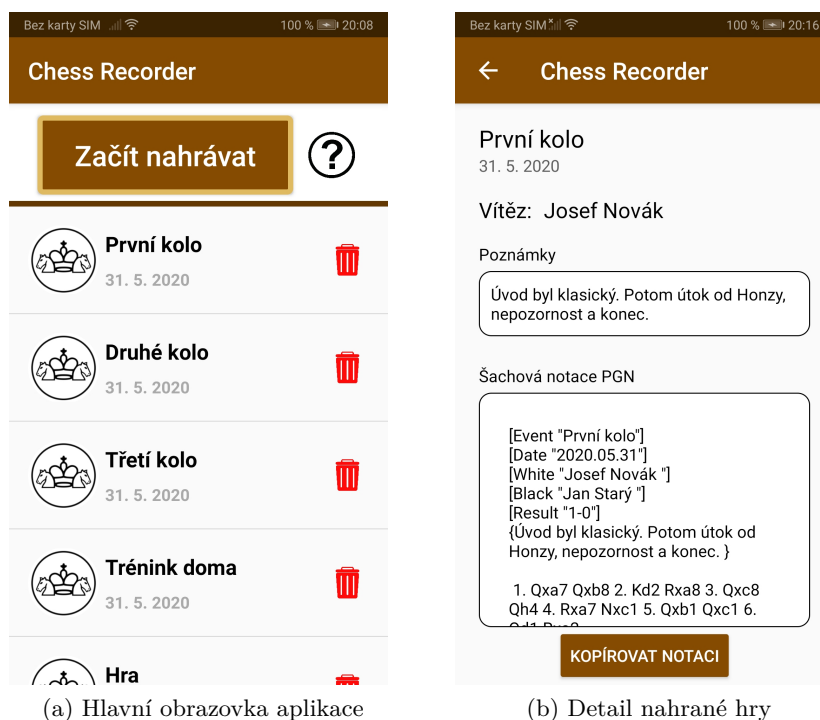 Bez karty SIM 100 % 20:08
Chess Recorder
Začít nahrávat ?
První kolo
31. 5. 2020
Druhé kolo
31. 5. 2020
Třetí kolo
31. 5. 2020
Trénink doma
31. 5. 2020
Hra
(a) Hlavní obrazovka aplikace
Bez karty SIM 100 % 20:16
Chess Recorder
První kolo
31. 5. 2020
Vítěz: Josef Novák
Poznámky
Úvod byl klasický. Potom útok od Honzy,
nepozornost a konec.
Šachová notace PGN
[Event "První kolo"]
[Date "2020.05.31"]
[White "Josef Novák "]
[Black "Jan Starý "]
[Result "1-0"]
{Úvod byl klasický. Potom útok od
Honzy, nepozornost a konec. }
1. Qxa7 Qxb8 2. Kd2 Rxa8 3. Qxc8
Qh4 4. Rxa7 Nxc1 5. Qxb1 Qxc1 6.
KOPÍROVAT NOTACI
(b) Detail nahrané hry